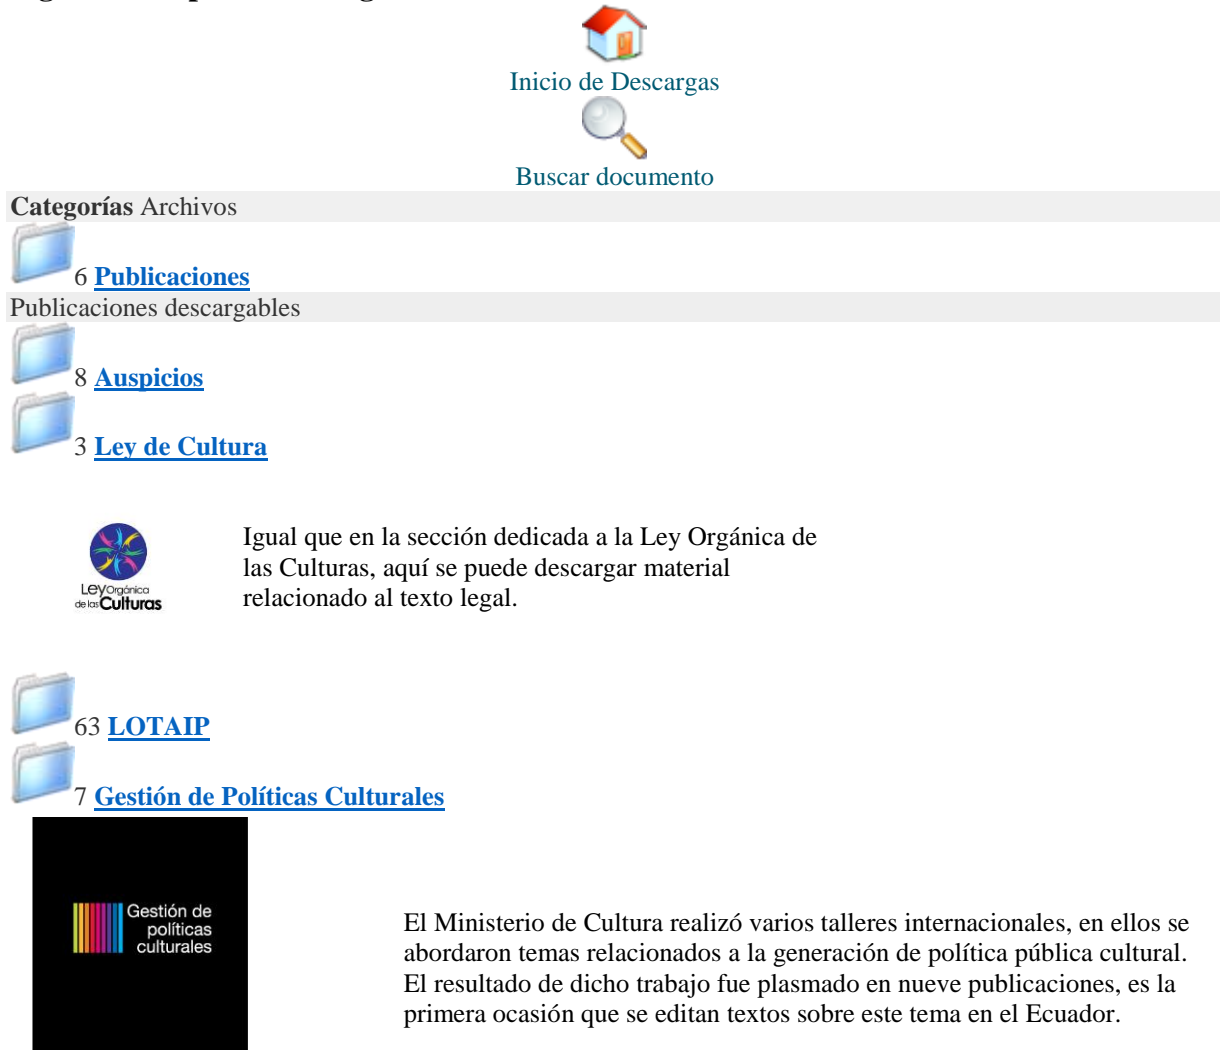 Inicio de Descargas
Buscar documento
Categorías Archivos
6 Publicaciones
Publicaciones descargables
8 Auspicios
3 Ley de Cultura
Ley Orgánica
de las Culturas
Igual que en la sección dedicada a la Ley Orgánica de
las Culturas, aquí se puede descargar material
relacionado al texto legal.
63 LOTAIP
7 Gestión de Políticas Culturales
Gestión de
políticas
culturales
El Ministerio de Cultura realizó varios talleres internacionales, en ellos se
abordaron temas relacionados a la generación de política pública cultural.
El resultado de dicho trabajo fue plasmado en nueve publicaciones, es la
primera ocasión que se editan textos sobre este tema en el Ecuador.